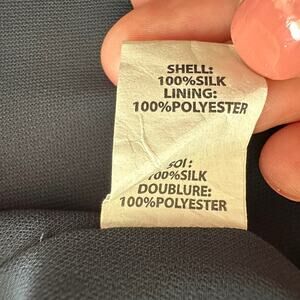 SHELL:
100%SILK
LINING:
100%POLYESTER
SOI:
100%SILK
DOUBLURE:
100%POLYESTER